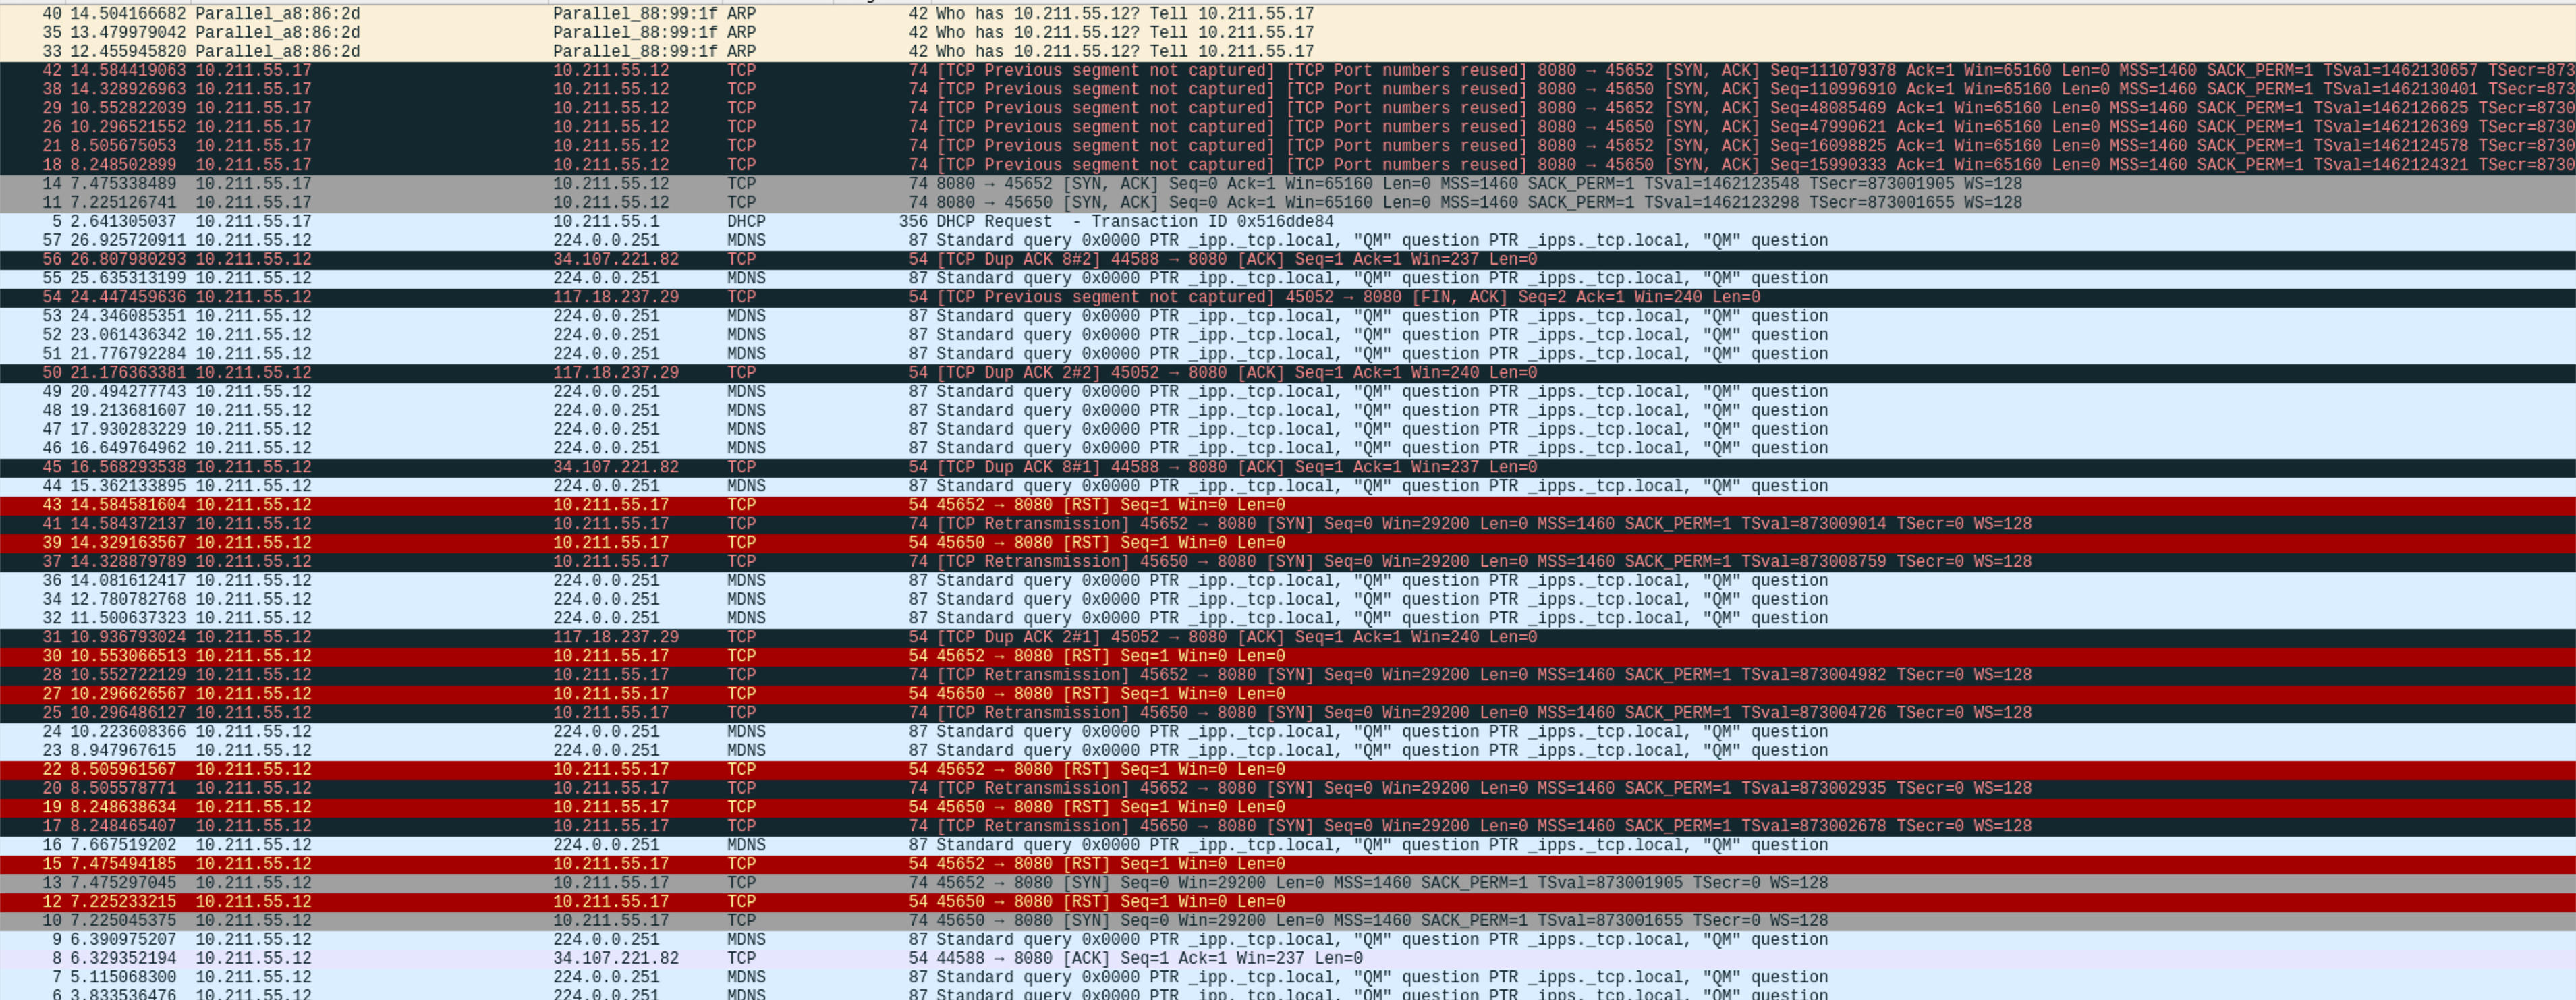 40 14.504166682 Parallel_a8:86:2d Parallel_88:99:1f ARP 42 Who has 10.211.55.12? Tell 10.211.55.17
35 13.479979042 Parallel_a8:86:2d Parallel_88:99:1f ARP 42 Who has 10.211.55.12? Tell 10.211.55.17
33 12.455945820 Parallel_a8:86:2d Parallel_88:99:1f ARP 42 Who has 10.211.55.12? Tell 10.211.55.17
42 14.584419063 10.211.55.17 10.211.55.12 TCP 74 [TCP Previous segment not captured] [TCP Port numbers reused] 8080 → 45652 [SYN, ACK] Seq=111079378 Ack=1 Win=65160 Len=0 MSS=1460 SACK_PERM=1 TSval=1462130657 TSecr=873
38 14.328926963 10.211.55.17 10.211.55.12 TCP 74 [TCP Previous segment not captured] [TCP Port numbers reused] 8080 → 45650 [SYN, ACK] Seq=110996910 Ack=1 Win=65160 Len=0 MSS=1460 SACK_PERM=1 TSval=1462130401 TSecr=873
29 10.552822039 10.211.55.17 10.211.55.12 TCP 74 [TCP Previous segment not captured] [TCP Port numbers reused] 8080 → 45652 [SYN, ACK] Seq=48085469 Ack=1 Win=65160 Len=0 MSS=1460 SACK_PERM=1 TSval=1462126625 TSecr=8730
26 10.296521552 10.211.55.17 10.211.55.12 TCP 74 [TCP Previous segment not captured] [TCP Port numbers reused] 8080 → 45650 [SYN, ACK] Seq=47990621 Ack=1 Win=65160 Len=0 MSS=1460 SACK_PERM=1 TSval=1462126369 TSecr=8730
21 8.505675053 10.211.55.17 10.211.55.12 TCP 74 [TCP Previous segment not captured] [TCP Port numbers reused] 8080 → 45652 [SYN, ACK] Seq=16098825 Ack=1 Win=65160 Len=0 MSS=1460 SACK_PERM=1 TSval=1462124578 TSecr=8730
18 8.248502899 10.211.55.17 10.211.55.12 TCP 74 [TCP Previous segment not captured] [TCP Port numbers reused] 8080 → 45650 [SYN, ACK] Seq=15990333 Ack=1 Win=65160 Len=0 MSS=1460 SACK_PERM=1 TSval=1462124321 TSecr=8730
14 7.475338489 10.211.55.17 10.211.55.12 TCP 74 8080 → 45652 [SYN, ACK] Seq=0 Ack=1 Win=65160 Len=0 MSS=1460 SACK_PERM=1 TSval=1462123548 TSecr=873001905 WS=128
11 7.225126741 10.211.55.17 10.211.55.12 TCP 74 8080 → 45650 [SYN, ACK] Seq=0 Ack=1 Win=65160 Len=0 MSS=1460 SACK_PERM=1 TSval=1462123298 TSecr=873001655 WS=128
5 2.641305037 10.211.55.17 10.211.55.1 DHCP 356 DHCP Request - Transaction ID 0x516dde84
57 26.925720911 10.211.55.12 224.0.0.251 MDNS 87 Standard query 0x0000 PTR _ipp._tcp.local, "QM" question PTR _ipps._tcp.local, "QM" question
56 26.807980293 10.211.55.12 34.107.221.82 TCP 54 [TCP Dup ACK 8#2] 44588 → 8080 [ACK] Seq=1 Ack=1 Win=237 Len=0
55 25.635313199 10.211.55.12 224.0.0.251 MDNS 87 Standard query 0x0000 PTR _ipp._tcp.local, "QM" question PTR _ipps._tcp.local, "QM" question
54 24.447459636 10.211.55.12 117.18.237.29 TCP 54 [TCP Previous segment not captured] 45052 → 8080 [FIN, ACK] Seq=2 Ack=1 Win=240 Len=0
53 24.346085351 10.211.55.12 224.0.0.251 MDNS 87 Standard query 0x0000 PTR _ipp._tcp.local, "QM" question PTR _ipps._tcp.local, "QM" question
52 23.061436342 10.211.55.12 224.0.0.251 MDNS 87 Standard query 0x0000 PTR _ipp._tcp.local, "QM" question PTR _ipps._tcp.local, "QM" question
51 21.776792284 10.211.55.12 224.0.0.251 MDNS 87 Standard query 0x0000 PTR _ipp._tcp.local, "QM" question PTR _ipps._tcp.local, "QM" question
50 21.176363381 10.211.55.12 117.18.237.29 TCP 54 [TCP Dup ACK 2#2] 45052 → 8080 [ACK] Seq=1 Ack=1 Win=240 Len=0
49 20.494277743 10.211.55.12 224.0.0.251 MDNS 87 Standard query 0x0000 PTR _ipp._tcp.local, "QM" question PTR _ipps._tcp.local, "QM" question
48 19.213681607 10.211.55.12 224.0.0.251 MDNS 87 Standard query 0x0000 PTR _ipp._tcp.local, "QM" question PTR _ipps._tcp.local, "QM" question
47 17.930283229 10.211.55.12 224.0.0.251 MDNS 87 Standard query 0x0000 PTR _ipp._tcp.local, "QM" question PTR _ipps._tcp.local, "QM" question
46 16.649764962 10.211.55.12 224.0.0.251 MDNS 87 Standard query 0x0000 PTR _ipp._tcp.local, "QM" question PTR _ipps._tcp.local, "QM" question
45 16.568293538 10.211.55.12 34.107.221.82 TCP 54 [TCP Dup ACK 8#1] 44588 → 8080 [ACK] Seq=1 Ack=1 Win=237 Len=0
44 15.362133895 10.211.55.12 224.0.0.251 MDNS 87 Standard query 0x0000 PTR _ipp._tcp.local, "QM" question PTR _ipps._tcp.local, "QM" question
43 14.584581604 10.211.55.12 10.211.55.17 TCP 54 45652 → 8080 [RST] Seq=1 Win=0 Len=0
41 14.584372137 10.211.55.12 10.211.55.17 TCP 74 [TCP Retransmission] 45652 → 8080 [SYN] Seq=0 Win=29200 Len=0 MSS=1460 SACK_PERM=1 TSval=873009014 TSecr=0 WS=128
39 14.329163567 10.211.55.12 10.211.55.17 TCP 54 45650 → 8080 [RST] Seq=1 Win=0 Len=0
37 14.328879789 10.211.55.12 10.211.55.17 TCP 74 [TCP Retransmission] 45650 → 8080 [SYN] Seq=0 Win=29200 Len=0 MSS=1460 SACK_PERM=1 TSval=873008759 TSecr=0 WS=128
36 14.081612417 10.211.55.12 224.0.0.251 MDNS 87 Standard query 0x0000 PTR _ipp._tcp.local, "QM" question PTR _ipps._tcp.local, "QM" question
34 12.780782768 10.211.55.12 224.0.0.251 MDNS 87 Standard query 0x0000 PTR _ipp._tcp.local, "QM" question PTR _ipps._tcp.local, "QM" question
32 11.500637323 10.211.55.12 224.0.0.251 MDNS 87 Standard query 0x0000 PTR _ipp._tcp.local, "QM" question PTR _ipps._tcp.local, "QM" question
31 10.936793024 10.211.55.12 117.18.237.29 TCP 54 [TCP Dup ACK 2#1] 45052 → 8080 [ACK] Seq=1 Ack=1 Win=240 Len=0
30 10.553066513 10.211.55.12 10.211.55.17 TCP 54 45652 → 8080 [RST] Seq=1 Win=0 Len=0
28 10.552722129 10.211.55.12 10.211.55.17 TCP 74 [TCP Retransmission] 45652 → 8080 [SYN] Seq=0 Win=29200 Len=0 MSS=1460 SACK_PERM=1 TSval=873004982 TSecr=0 WS=128
27 10.296626567 10.211.55.12 10.211.55.17 TCP 54 45650 → 8080 [RST] Seq=1 Win=0 Len=0
25 10.296486127 10.211.55.12 10.211.55.17 TCP 74 [TCP Retransmission] 45650 → 8080 [SYN] Seq=0 Win=29200 Len=0 MSS=1460 SACK_PERM=1 TSval=873004726 TSecr=0 WS=128
24 10.223608366 10.211.55.12 224.0.0.251 MDNS 87 Standard query 0x0000 PTR _ipp._tcp.local, "QM" question PTR _ipps._tcp.local, "QM" question
23 8.947967615 10.211.55.12 224.0.0.251 MDNS 87 Standard query 0x0000 PTR _ipp._tcp.local, "QM" question PTR _ipps._tcp.local, "QM" question
22 8.505961567 10.211.55.12 10.211.55.17 TCP 54 45652 → 8080 [RST] Seq=1 Win=0 Len=0
20 8.505578771 10.211.55.12 10.211.55.17 TCP 74 [TCP Retransmission] 45652 → 8080 [SYN] Seq=0 Win=29200 Len=0 MSS=1460 SACK_PERM=1 TSval=873002935 TSecr=0 WS=128
19 8.248638634 10.211.55.12 10.211.55.17 TCP 54 45650 → 8080 [RST] Seq=1 Win=0 Len=0
17 8.248465407 10.211.55.12 10.211.55.17 TCP 74 [TCP Retransmission] 45650 → 8080 [SYN] Seq=0 Win=29200 Len=0 MSS=1460 SACK_PERM=1 TSval=873002678 TSecr=0 WS=128
16 7.667519202 10.211.55.12 224.0.0.251 MDNS 87 Standard query 0x0000 PTR _ipp._tcp.local, "QM" question PTR _ipps._tcp.local, "QM" question
15 7.475494185 10.211.55.12 10.211.55.17 TCP 54 45652 → 8080 [RST] Seq=1 Win=0 Len=0
13 7.475297045 10.211.55.12 10.211.55.17 TCP 74 45652 → 8080 [SYN] Seq=0 Win=29200 Len=0 MSS=1460 SACK_PERM=1 TSval=873001905 TSecr=0 WS=128
12 7.225233215 10.211.55.12 10.211.55.17 TCP 54 45650 → 8080 [RST] Seq=1 Win=0 Len=0
10 7.225045375 10.211.55.12 10.211.55.17 TCP 74 45650 → 8080 [SYN] Seq=0 Win=29200 Len=0 MSS=1460 SACK_PERM=1 TSval=873001655 TSecr=0 WS=128
9 6.390975207 10.211.55.12 224.0.0.251 MDNS 87 Standard query 0x0000 PTR _ipp._tcp.local, "QM" question PTR _ipps._tcp.local, "QM" question
8 6.329352194 10.211.55.12 34.107.221.82 TCP 54 44588 → 8080 [ACK] Seq=1 Ack=1 Win=237 Len=0
7 5.115068300 10.211.55.12 224.0.0.251 MDNS 87 Standard query 0x0000 PTR _ipp._tcp.local, "QM" question PTR _ipps._tcp.local, "QM" question
6 3.833536476 10.211.55.12 224.0.0.251 MDNS 87 Standard query 0x0000 PTR _ipp._tcp.local, "QM" question PTR _ipps._tcp.local, "QM" question